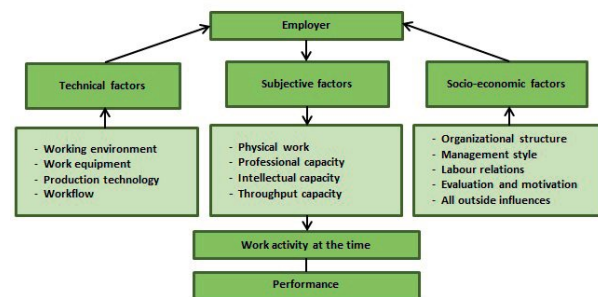 Employer
Technical factors
Subjective factors
Socio-economic factors
- Working environment
- Work equipment
- Production technology
- Workflow
- Physical work
- Professional capacity
- Intellectual capacity
- Throughput capacity
- Organizational structure
- Management style
- Labour relations
- Evaluation and motivation
- All outside influences
Work activity at the time
Performance